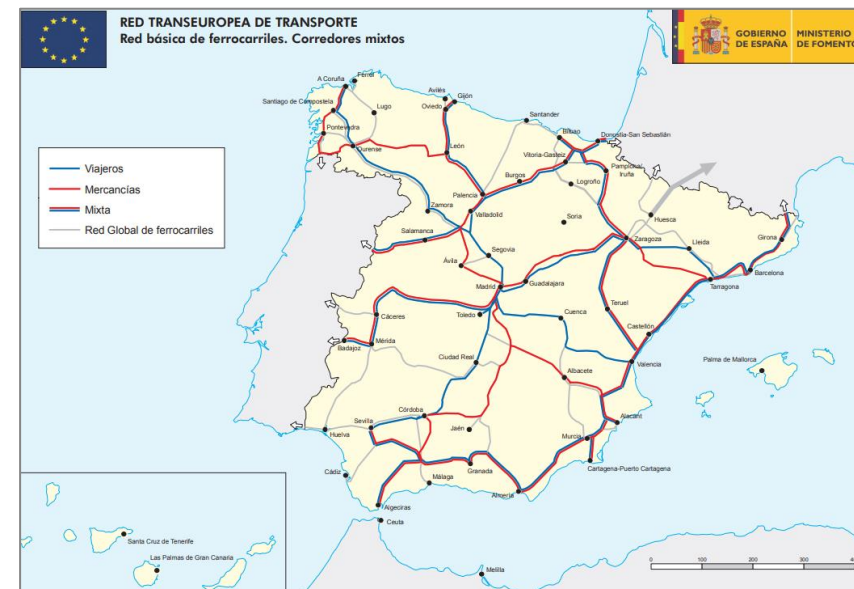 RED TRANSEUROPEA DE TRANSPORTE
Red básica de ferrocarriles. Corredores mixtos
GOBIERNO
DE ESPAÑA
MINISTERIO
DE FOMENTO
Viajeros
Mercancías
Mixta
Red Global de ferrocarriles
Ferrol
A Coruña
Avilés
Gijón
Santiago de Compostela
Lugo
Oviedo
Santander
Bilbao
Donostia-San Sebastián
Pontevedra
Ourense
León
Vitoria-Gasteiz
Pamplona/
Iruña
Burgos
Logroño
Palencia
Huesca
Girona
Zamora
Valladolid
Soria
Zaragoza
Lleida
Salamanca
Segovia
Barcelona
Ávila
Tarragona
Madrid
Guadalajara
Teruel
Cáceres
Toledo
Cuenca
Castellón
Badajoz
Mérida
Valencia
Palma de Mallorca
Ciudad Real
Albacete
Córdoba
Alacant
Sevilla
Jaén
Murcia
Huelva
Cartagena-Puerto Cartagena
Cádiz
Granada
Málaga
Almería
Algeciras
Ceuta
Melilla
Santa Cruz de Tenerife
Las Palmas de Gran Canaria
0 100 200 300